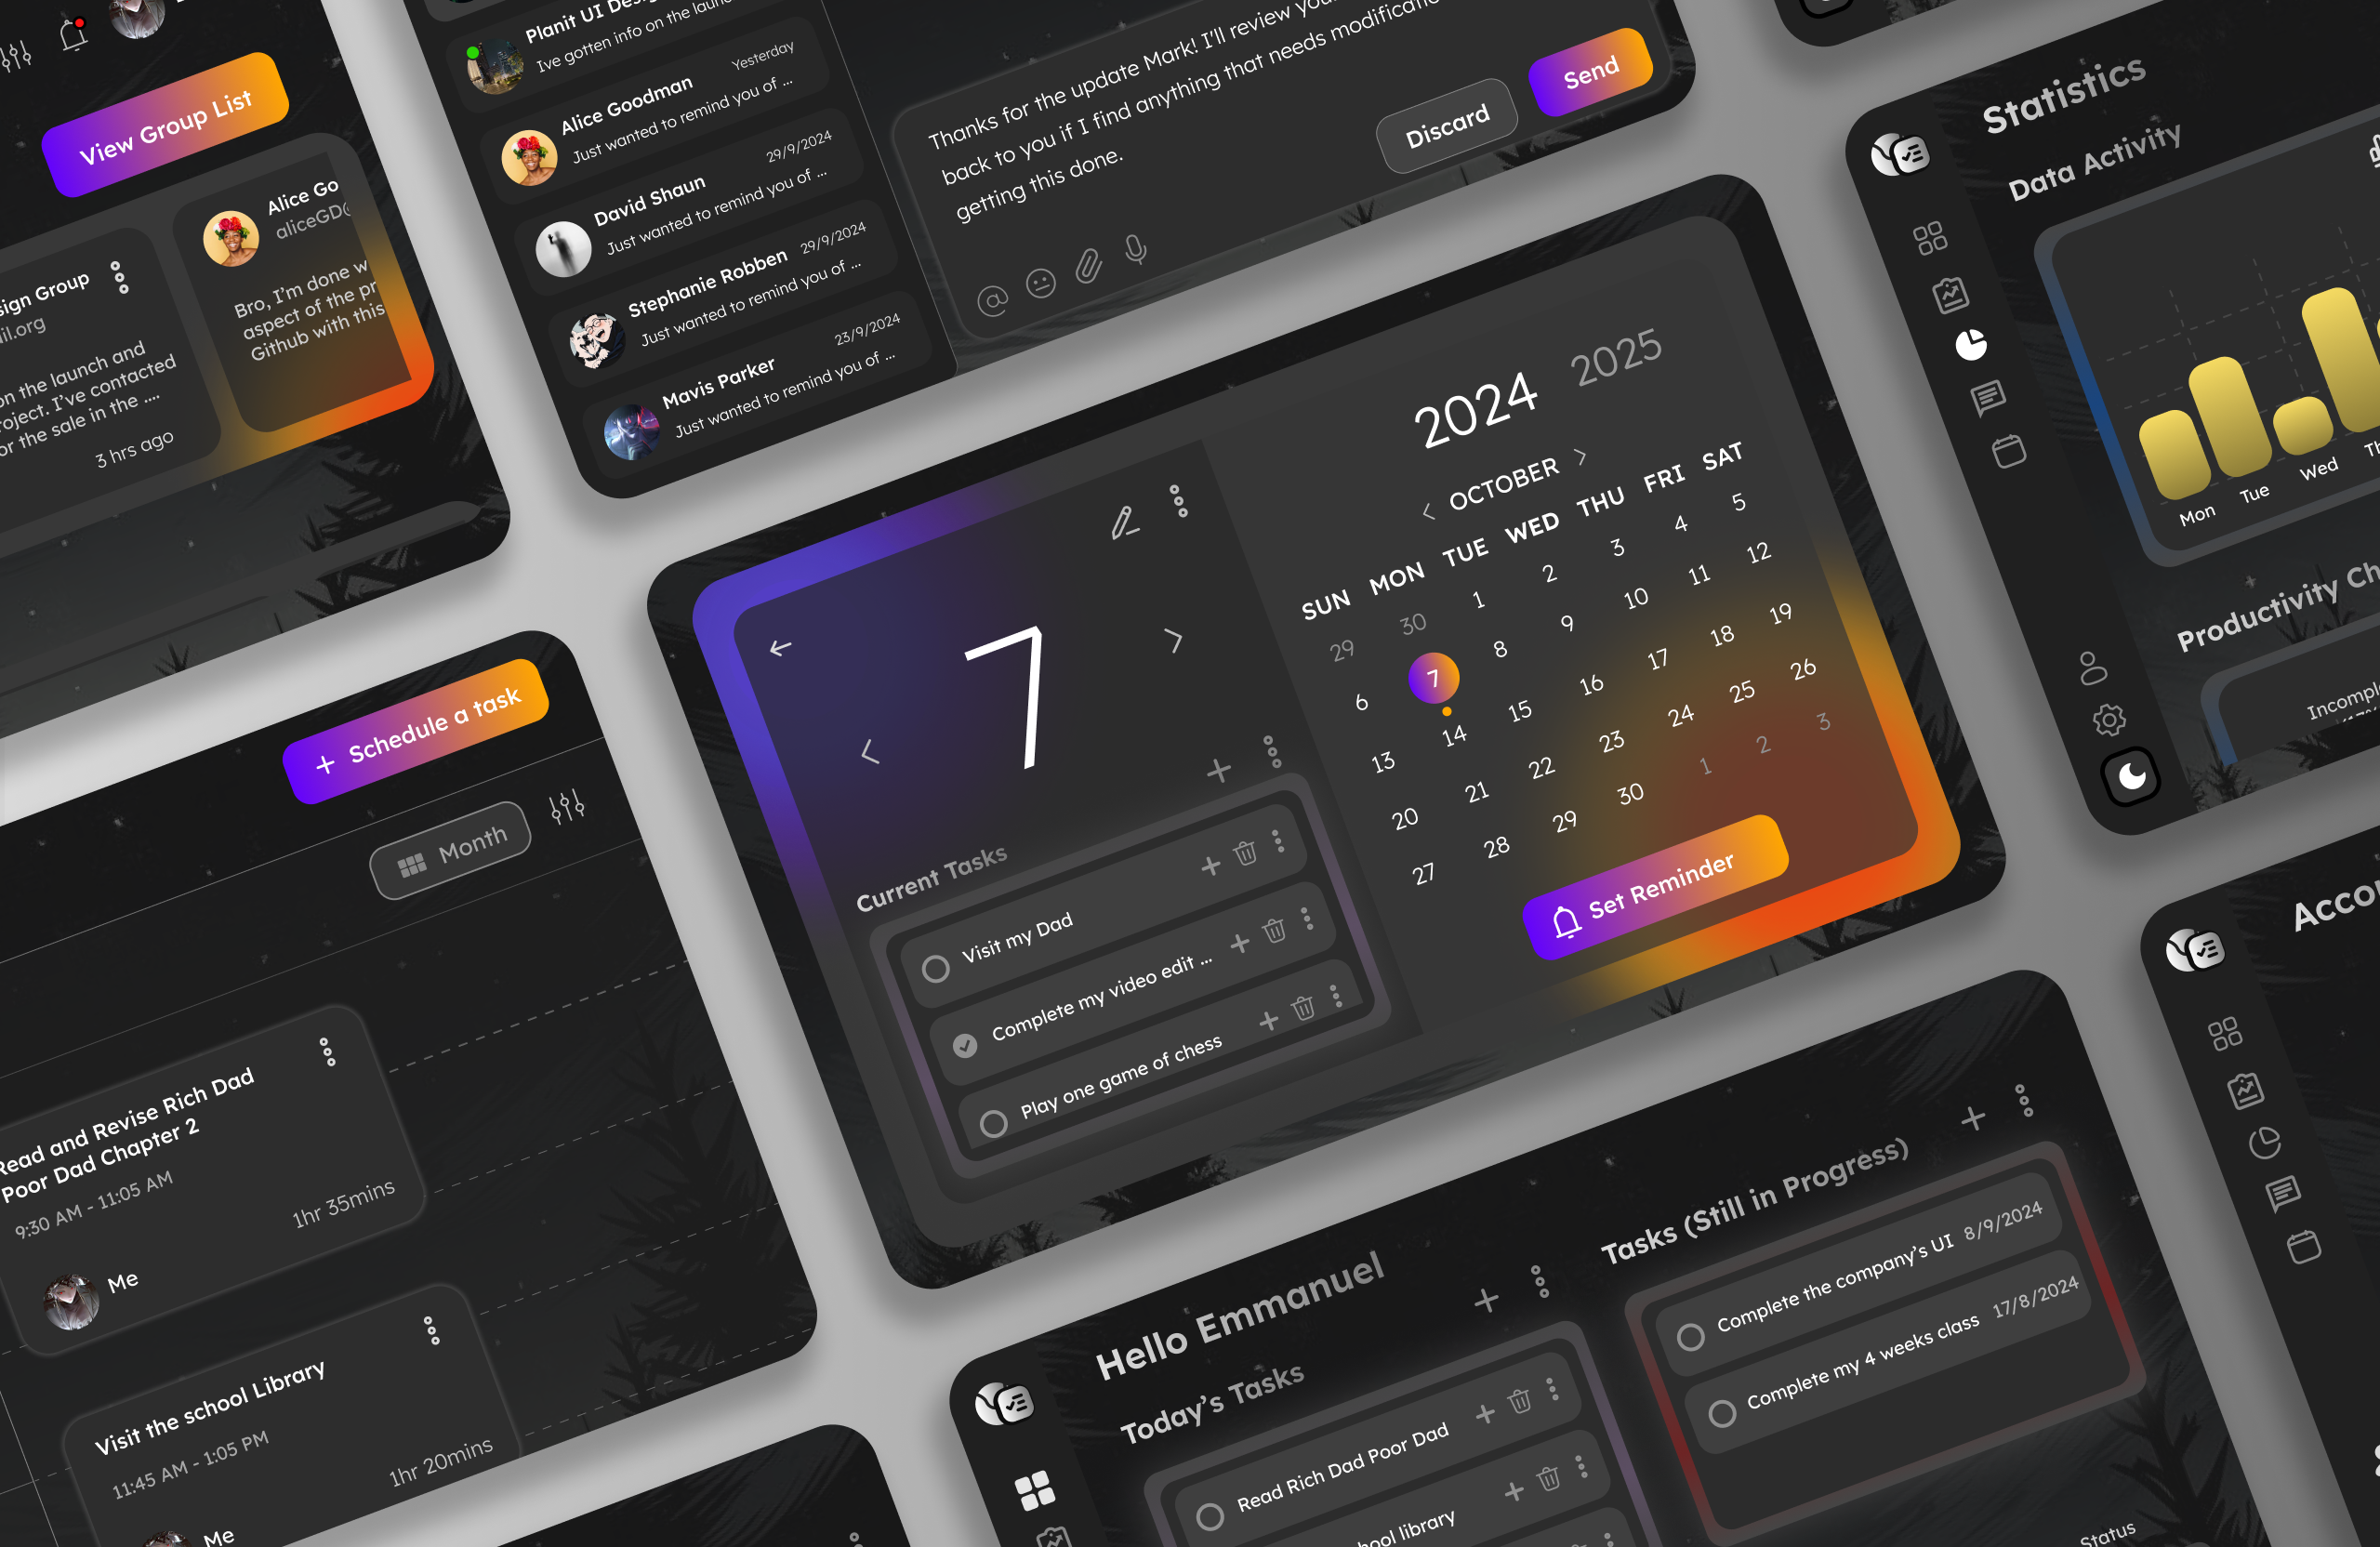 View Group List
sign Group
il.org
on the launch and
roject. I've contacted
or the sale in the ....
3 hrs ago
Alice Go
aliceGD@
Bro, I'm done w
aspect of the pr
Github with this
Planit UI Desig
Ive gotten info on the laun
Alice Goodman
Yesterday
Just wanted to remind you of ...
David Shaun
29/9/2024
Just wanted to remind you of ...
Stephanie Robben
29/9/2024
Just wanted to remind you of ...
Mavis Parker
23/9/2024
Just wanted to remind you of ...
Thanks for the update Mark! I'll review you
back to you if I find anything that needs modificatio
getting this done.
Discard
Send
Statistics
Data Activity
Mon
Tue
Wed
Th
Productivity Ch
Incompl
Schedule a task
Month
Read and Revise Rich Dad
Poor Dad Chapter 2
9:30 AM - 11:05 AM
1hr 35mins
Me
Visit the school Library
11:45 AM - 1:05 PM
1hr 20mins
Me
7
Current Tasks
Visit my Dad
Complete my video edit ...
Play one game of chess
2024
2025
< OCTOBER >
SUN MON TUE WED THU FRI SAT
29 30 1 2 3 4 5
6 7 8 9 10 11 12
13 14 15 16 17 18 19
20 21 22 23 24 25 26
27 28 29 30 1 2 3
Set Reminder
Hello Emmanuel
Today's Tasks
Read Rich Dad Poor Dad
hool library
Tasks (Still in Progress)
Complete the company's UI 8/9/2024
Complete my 4 weeks class 17/8/2024
Status
Accou